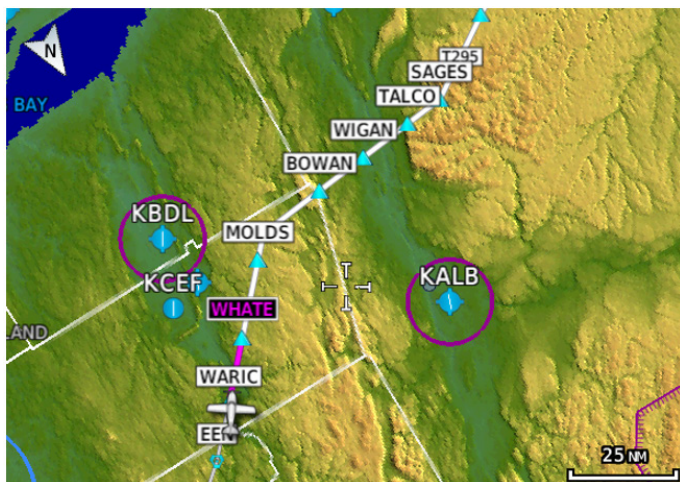 N
T295
SAGES
BAY
TALCO
WIGAN
BOWAN
KBDL
MOLDS
T
KALB
KCEF
WHATE
LAND
WARIC
EEN
25 NM